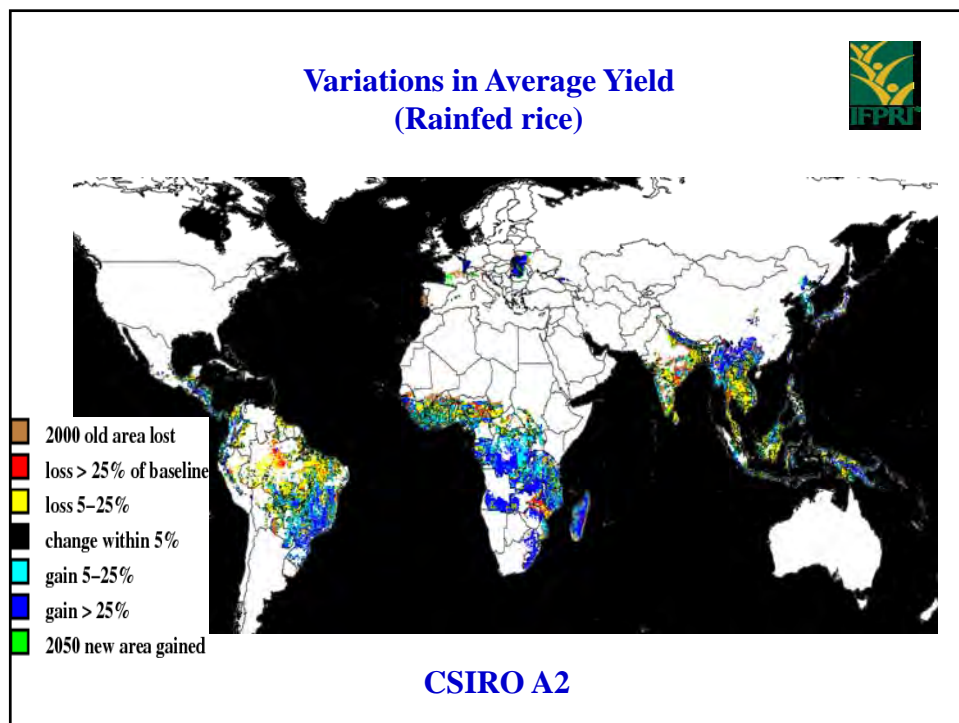 Variations in Average Yield
(Rainfed rice)
IFPRI
2000 old area lost
loss > 25% of baseline
loss 5–25%
change within 5%
gain 5–25%
gain > 25%
2050 new area gained
CSIRO A2